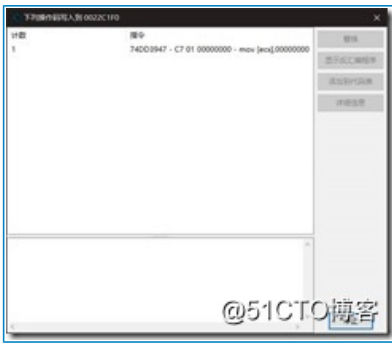 下列操作码写入到 0022C1F0
计数 指令
1 74DD3947 - C7 01 00000000 - mov [ecx],00000000
替换
显示反汇编程序
添加到代码表
详细信息
@51CTO博客